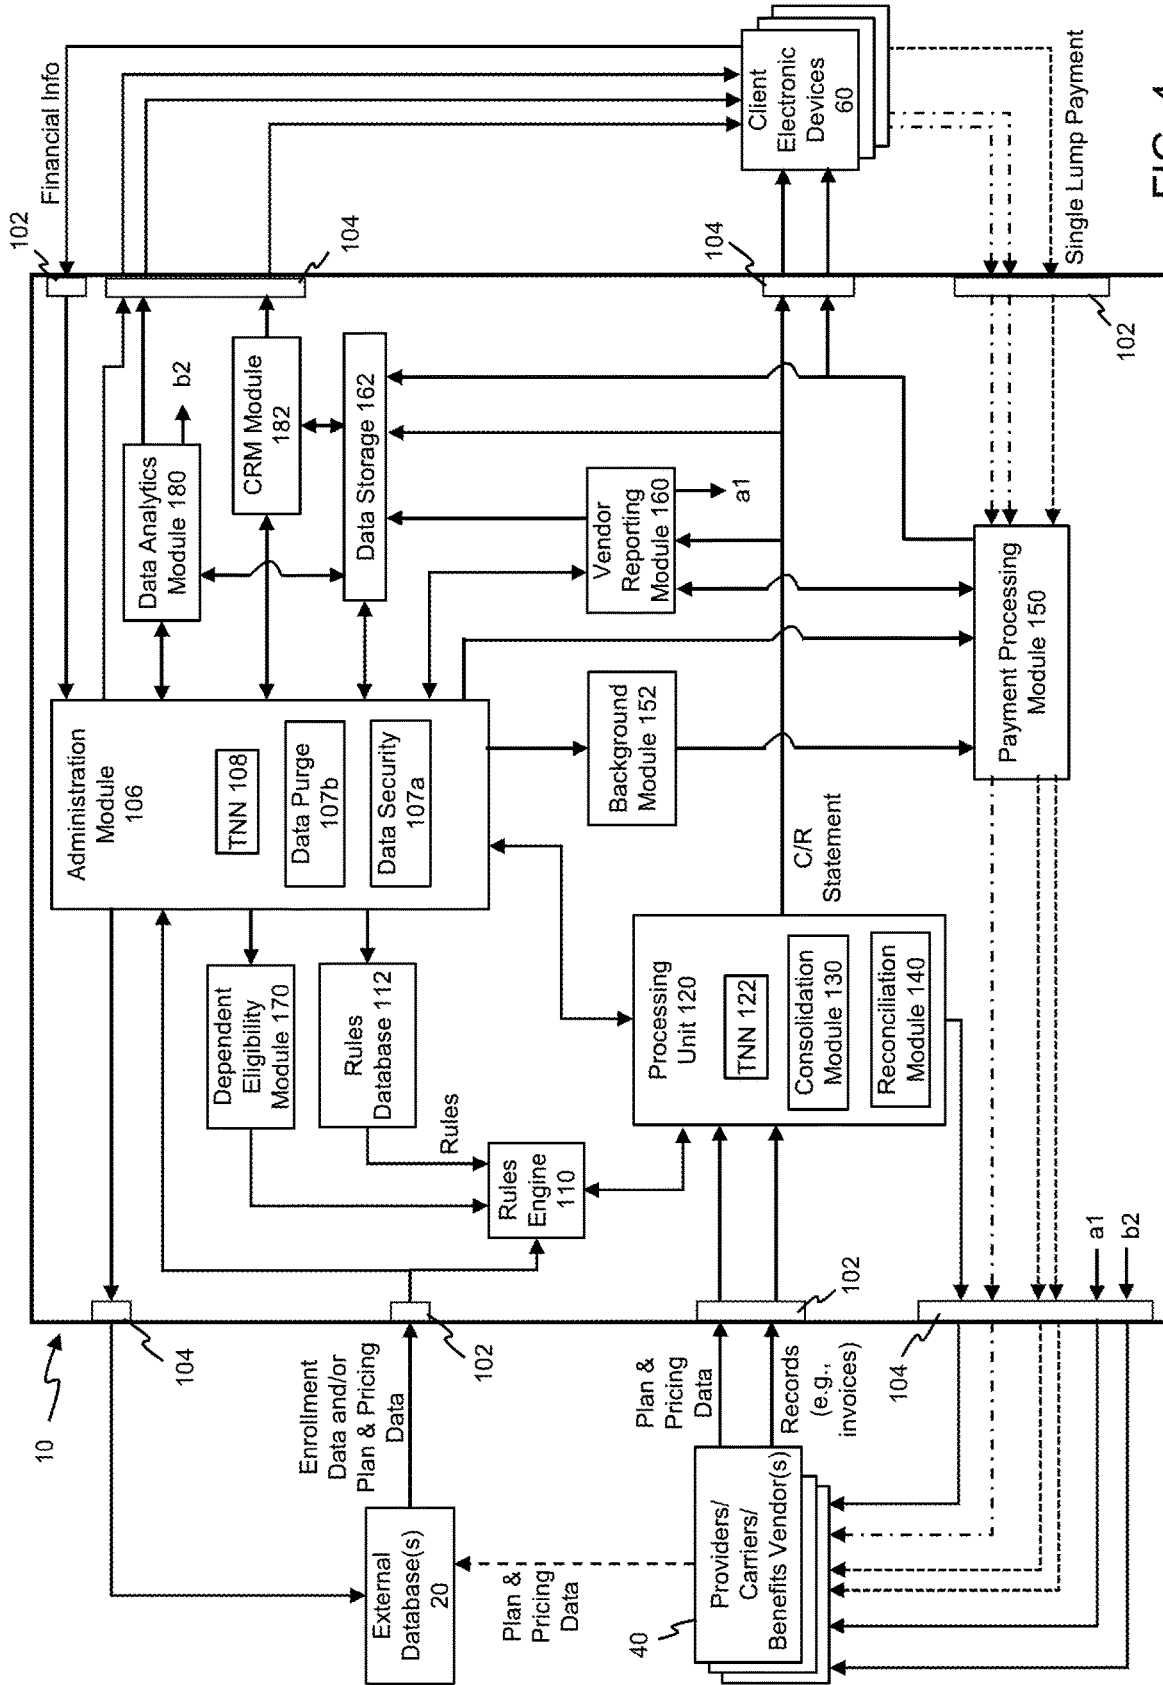 10
External
Database(s)
20
Plan &
Pricing
Data
40
Providers/
Carriers/
Benefits Vendor(s)
Enrollment
Data and/or
Plan & Pricing
Data
Plan &
Pricing
Data
Records
(e.g.,
invoices)
104
102
102
104
a1
b2
Dependent
Eligibility
Module 170
Rules
Database 112
Rules
Rules
Engine
110
Processing
Unit 120
TNN 122
Consolidation
Module 130
Reconciliation
Module 140
Administration
Module
106
TNN 108
Data Purge
107b
Data Security
107a
Background
Module 152
C/R
Statement
Payment Processing
Module 150
Data Analytics
Module 180
b2
CRM Module
182
Data Storage 162
Vendor
Reporting
Module 160
a1
102
104
104
102
Financial Info
Client
Electronic
Devices
60
Single Lump Payment